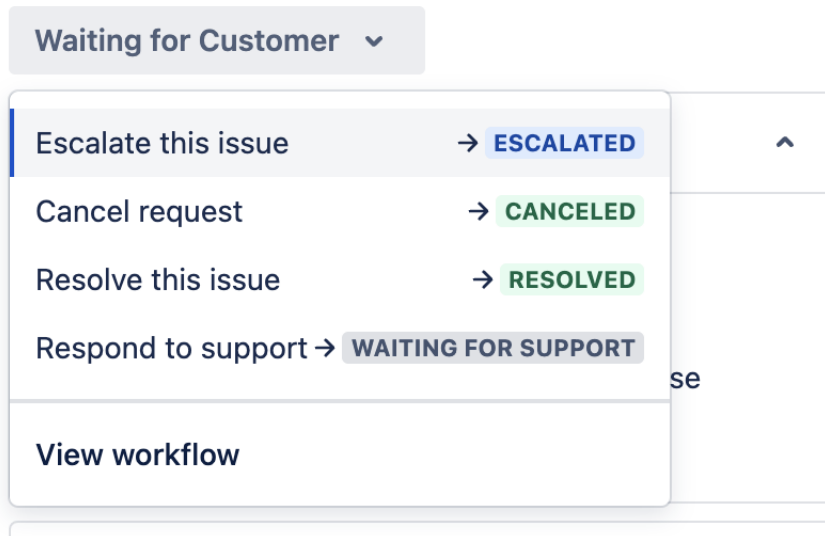 Waiting for Customer
Escalate this issue → ESCALATED
Cancel request → CANCELED
Resolve this issue → RESOLVED
Respond to support → WAITING FOR SUPPORT
se
View workflow